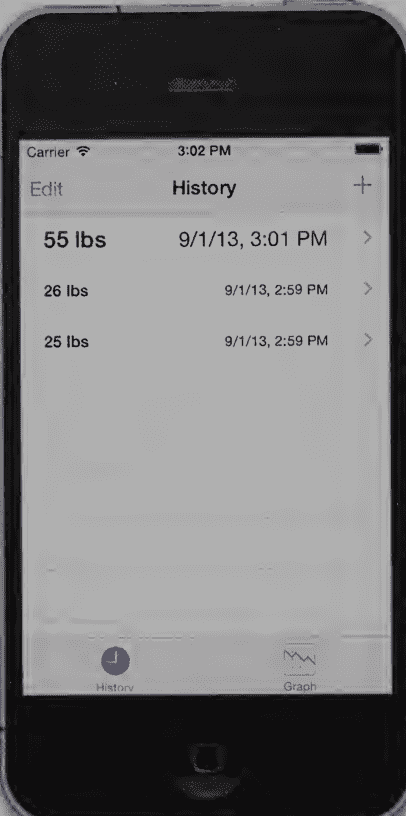 Carrier 3:02 PM
Edit History +
55 lbs 9/1/13, 3:01 PM >
26 lbs 9/1/13, 2:59 PM >
25 lbs 9/1/13, 2:59 PM >
History Graph